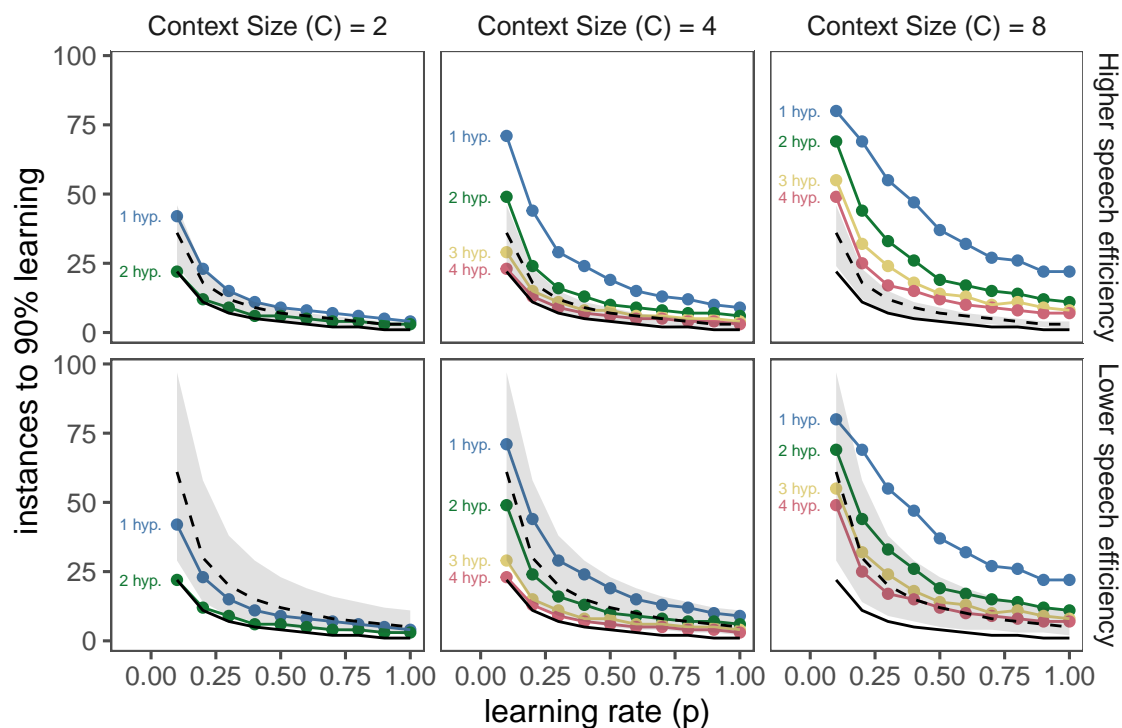 Context Size (C) = 2
Context Size (C) = 4
Context Size (C) = 8
Higher speech efficiency
Lower speech efficiency
instances to 90% learning
100
75
50
25
0
1 hyp.
2 hyp.
1 hyp.
2 hyp.
3 hyp.
4 hyp.
1 hyp.
2 hyp.
3 hyp.
4 hyp.
100
75
50
25
0
1 hyp.
2 hyp.
1 hyp.
2 hyp.
3 hyp.
4 hyp.
1 hyp.
2 hyp.
3 hyp.
4 hyp.
0.00 0.25 0.50 0.75 1.00
0.00 0.25 0.50 0.75 1.00
0.00 0.25 0.50 0.75 1.00
learning rate (p)